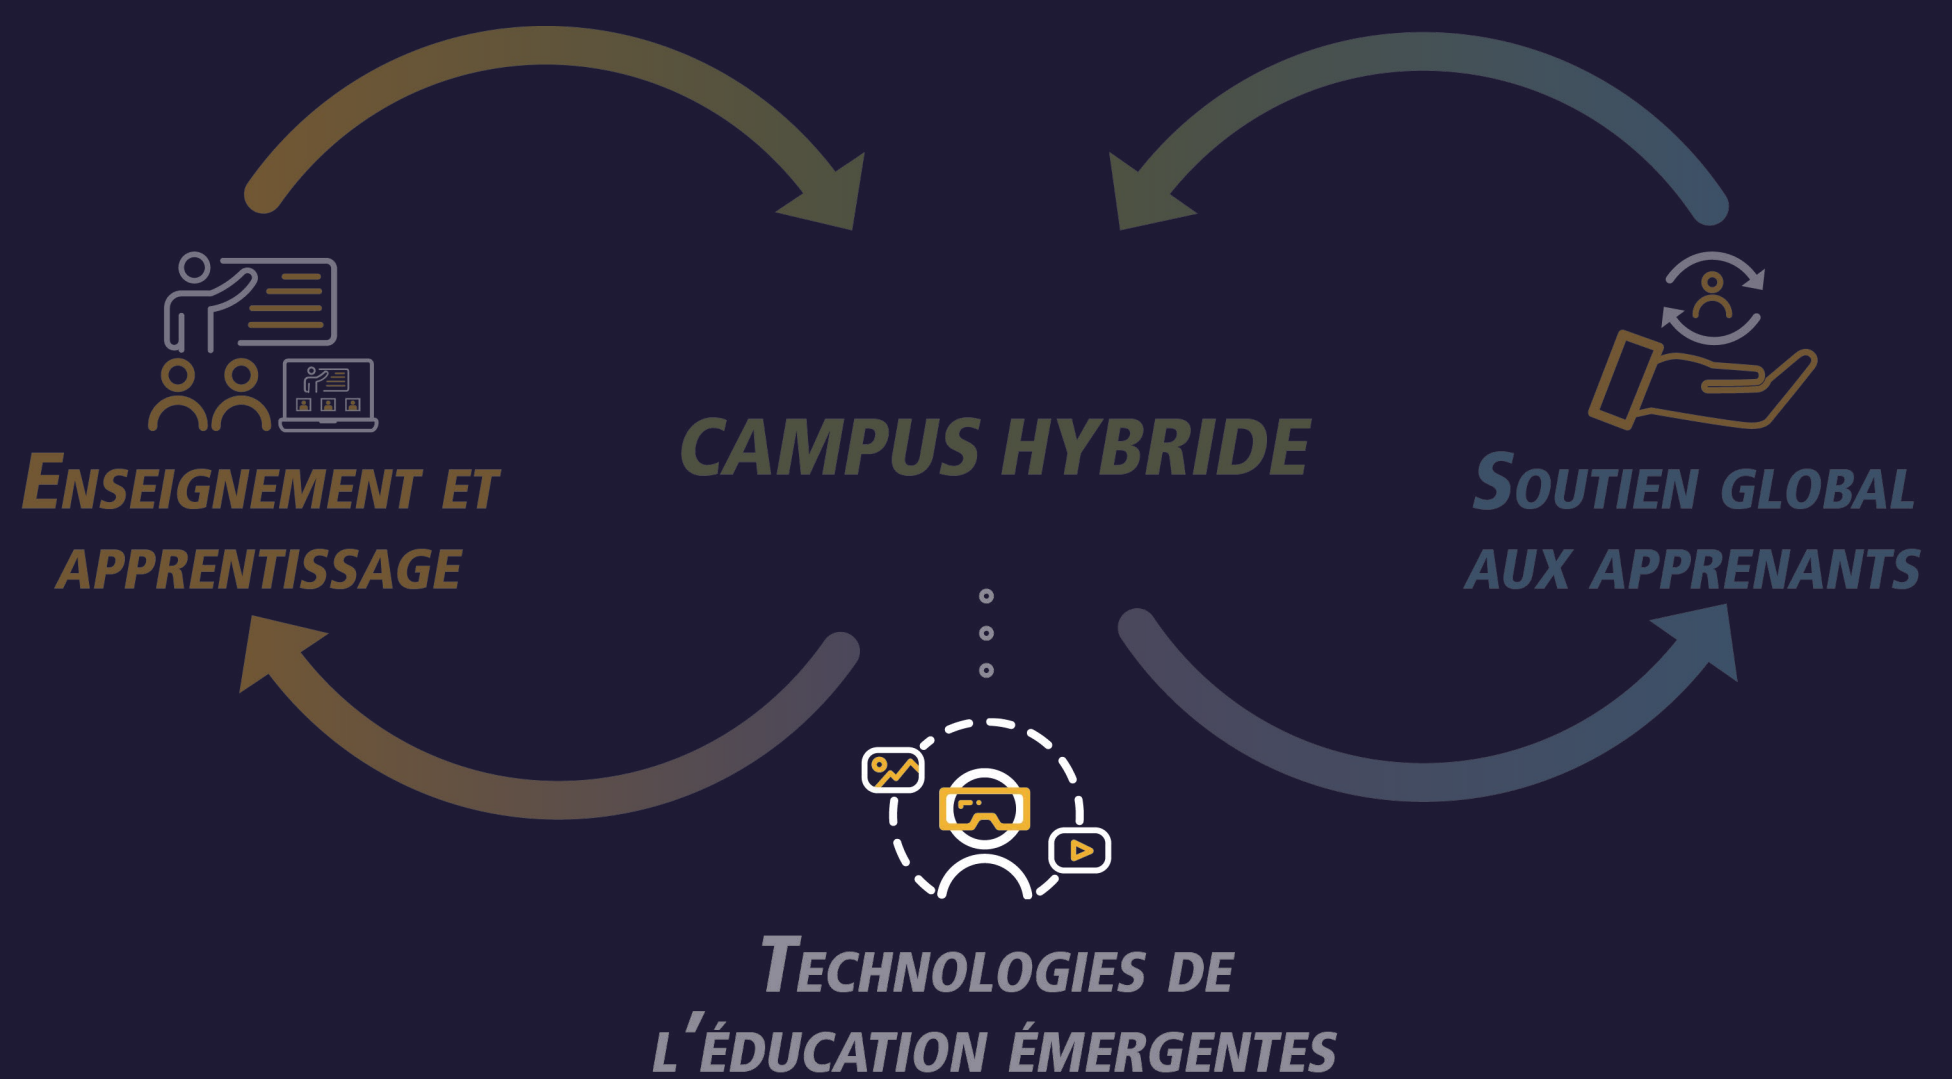 CAMPUS HYBRIDE
ENSEIGNEMENT ET
APPRENTISSAGE
SOUTIEN GLOBAL
AUX APPRENANTS
TECHNOLOGIES DE
L'ÉDUCATION ÉMERGENTES